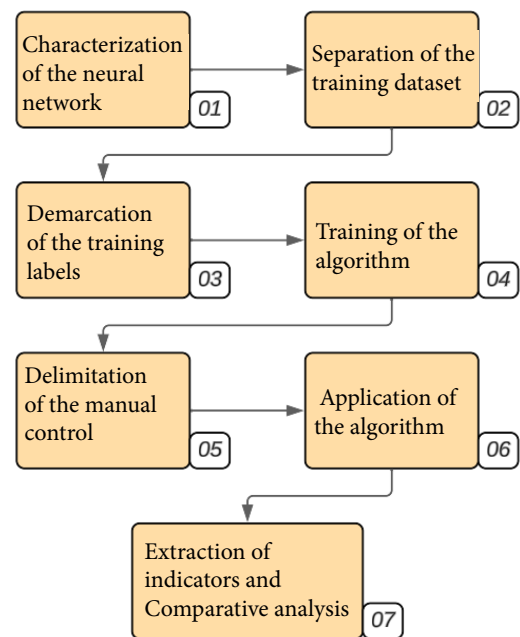 Characterization
of the neural
network
01
Separation of the
training dataset
02
Demarcation
of the training
labels
03
Training of the
algorithm
04
Delimitation
of the manual
control
05
Application of
the algorithm
06
Extraction of
indicators and
Comparative analysis
07